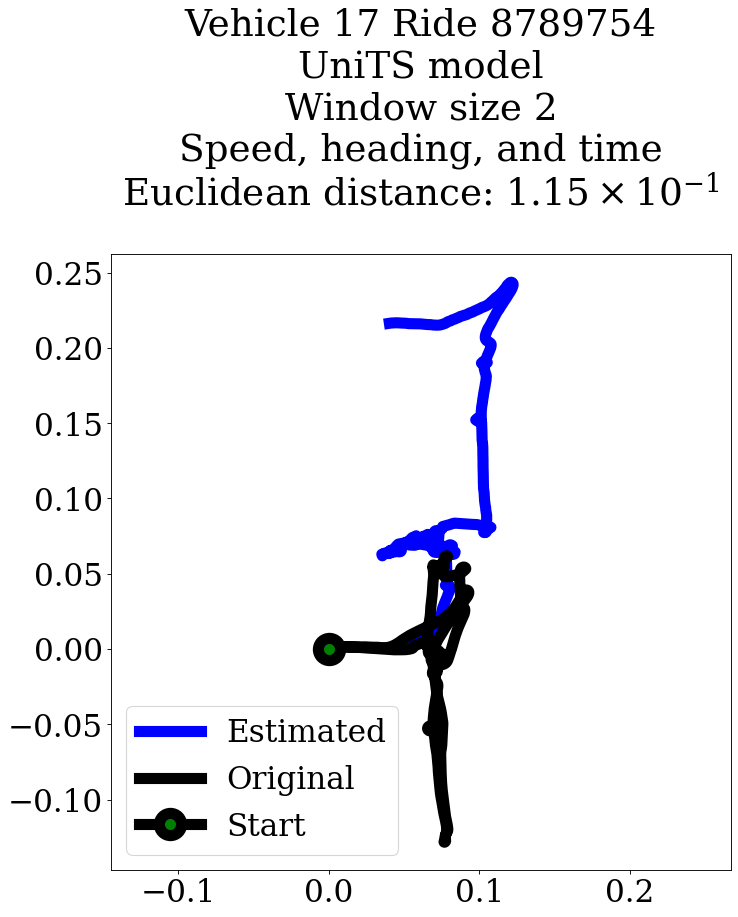 Vehicle 17 Ride 8789754
UniTS model
Window size 2
Speed, heading, and time
Euclidean distance: 1.15 × 10⁻¹
0.25
0.20
0.15
0.10
0.05
0.00
−0.05
−0.10
Estimated
Original
Start
−0.1
0.0
0.1
0.2